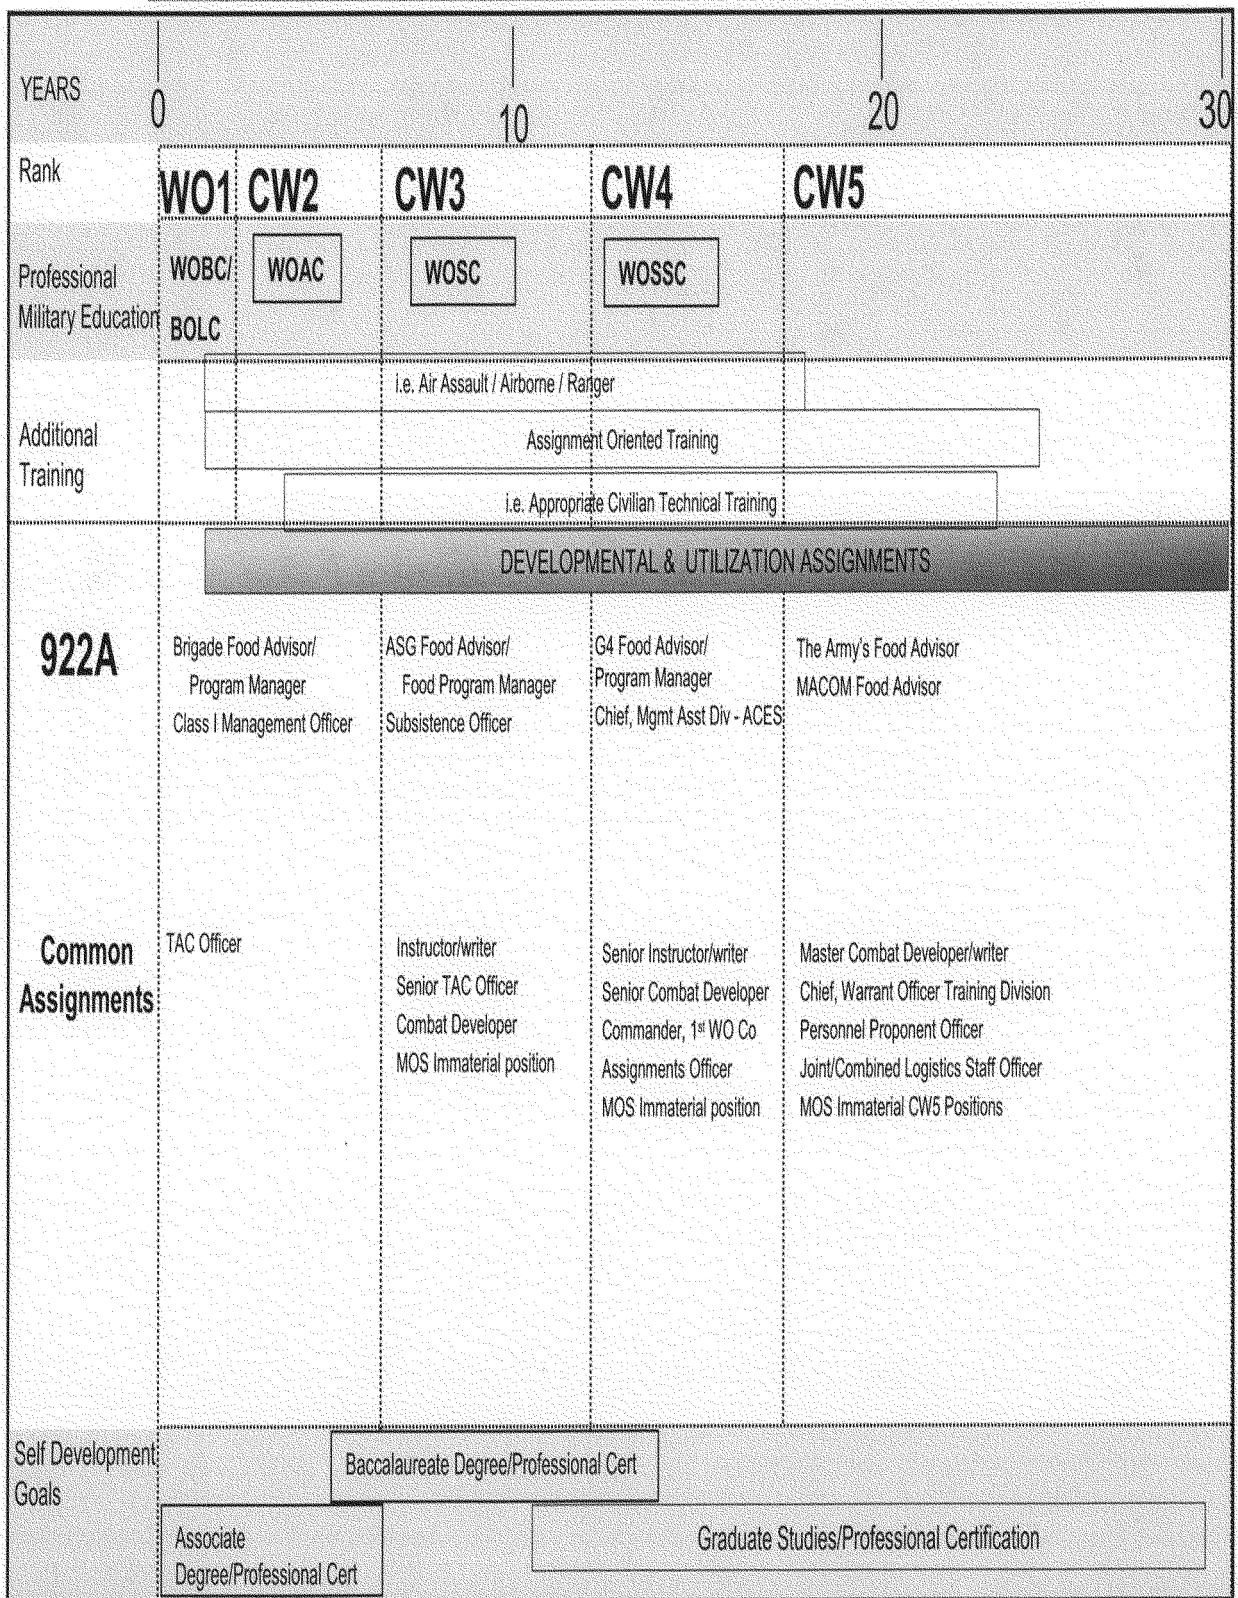 YEARS
0
10
20
30
Rank
WO1
CW2
CW3
CW4
CW5
Professional
Military Education
WOBC/
BOLC
WOAC
WOSC
WOSSC
Additional
Training
i.e. Air Assault / Airborne / Ranger
Assignment Oriented Training
i.e. Appropriate Civilian Technical Training
DEVELOPMENTAL & UTILIZATION ASSIGNMENTS
922A
Brigade Food Advisor/
Program Manager
Class I Management Officer
ASG Food Advisor/
Food Program Manager
Subsistence Officer
G4 Food Advisor/
Program Manager
Chief, Mgmt Asst Div - ACES
The Army's Food Advisor
MACOM Food Advisor
Common
Assignments
TAC Officer
Instructor/writer
Senior TAC Officer
Combat Developer
MOS Immaterial position
Senior Instructor/writer
Senior Combat Developer
Commander, 1st WO Co
Assignments Officer
MOS Immaterial position
Master Combat Developer/writer
Chief, Warrant Officer Training Division
Personnel Proponent Officer
Joint/Combined Logistics Staff Officer
MOS Immaterial CW5 Positions
Self Development
Goals
Baccalaureate Degree/Professional Cert
Associate
Degree/Professional Cert
Graduate Studies/Professional Certification